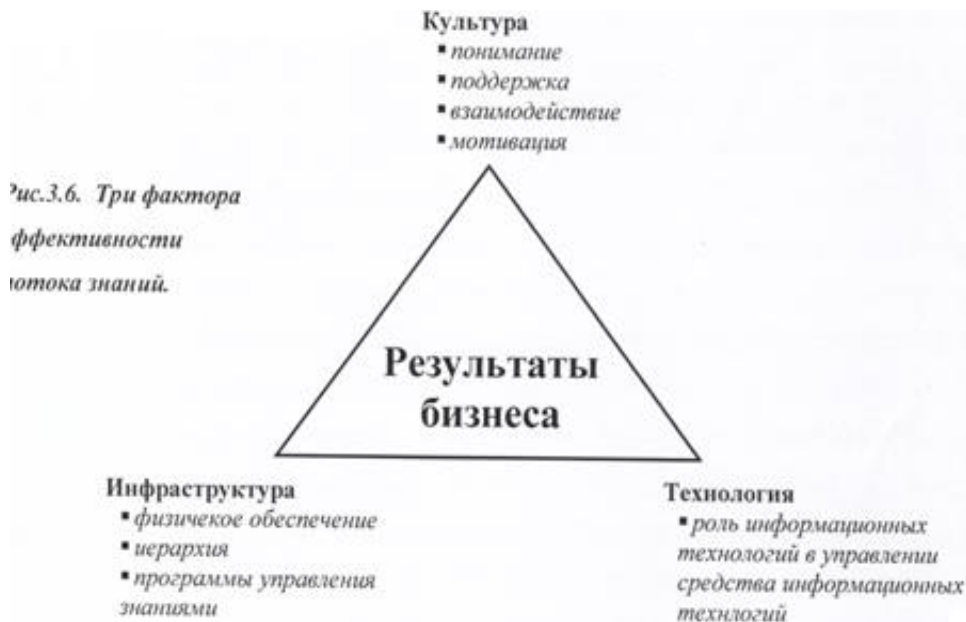 Культура
▪ понимание
▪ поддержка
▪ взаимодействие
▪ мотивация
Рис.3.6. Три фактора
ффективности
отока знаний.
Результаты
бизнеса
Инфраструктура
▪ физичекое обеспечение
▪ иерархия
▪ программы управления
знаниями
Технология
▪ роль информационных
технологий в управлении
средства информационных
технлогий